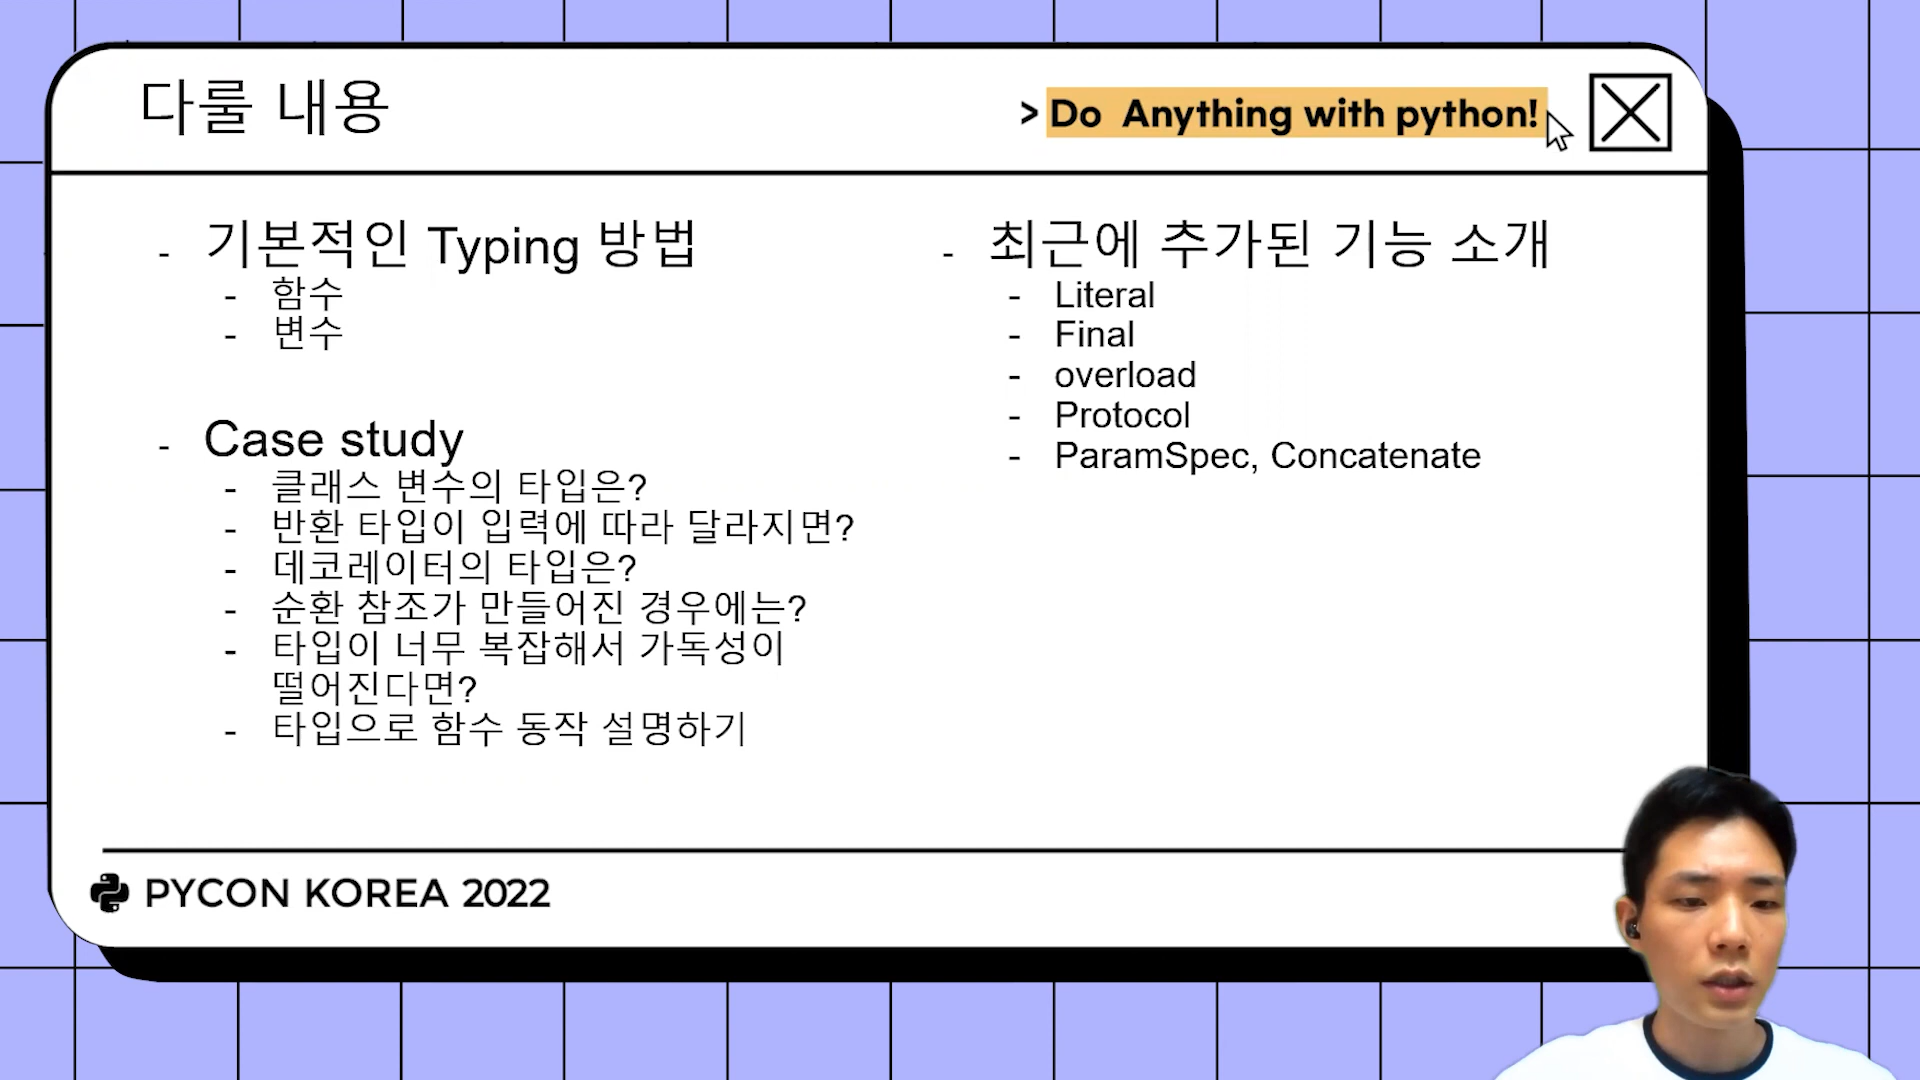 다룰 내용
> Do Anything with python!
- 기본적인 Typing 방법
- 함수
- 변수
- Case study
- 클래스 변수의 타입은?
- 반환 타입이 입력에 따라 달라지면?
- 데코레이터의 타입은?
- 순환 참조가 만들어진 경우에는?
- 타입이 너무 복잡해서 가독성이
떨어진다면?
- 타입으로 함수 동작 설명하기
- 최근에 추가된 기능 소개
- Literal
- Final
- overload
- Protocol
- ParamSpec, Concatenate
PYCON KOREA 2022